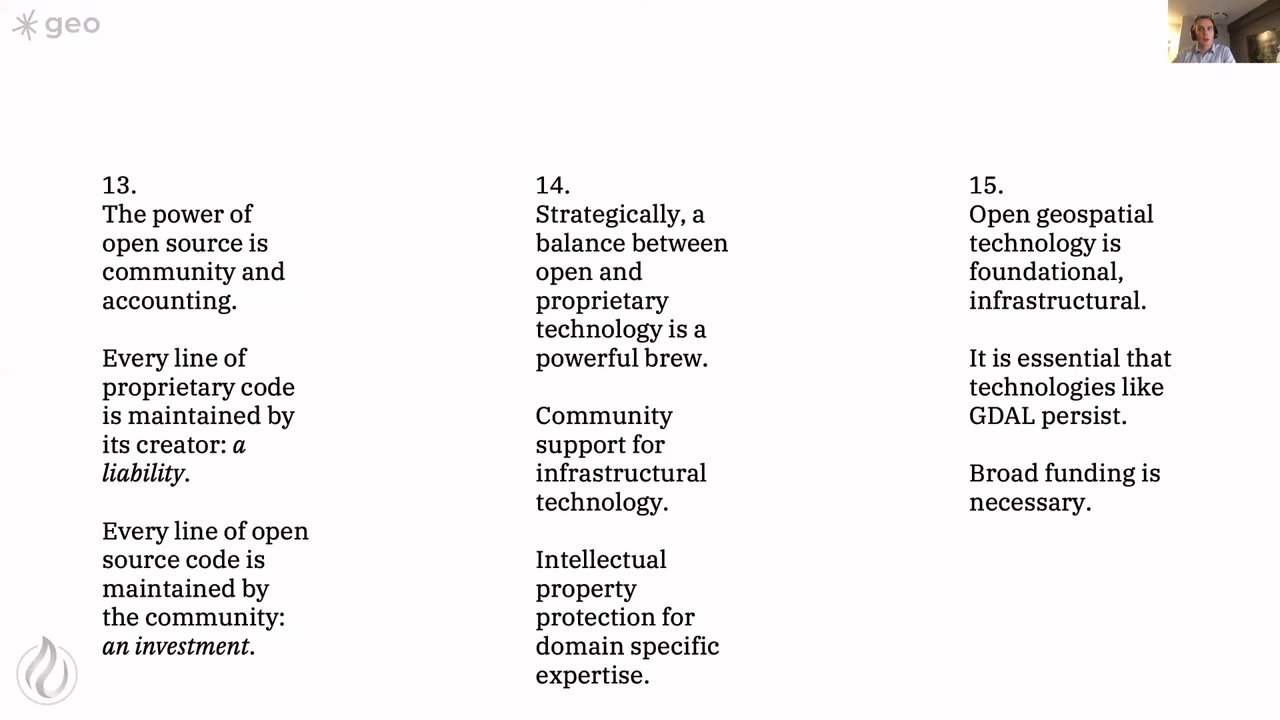 geo
13.
The power of
open source is
community and
accounting.
Every line of
proprietary code
is maintained by
its creator: a
liability.
Every line of open
source code is
maintained by
the community:
an investment.
14.
Strategically, a
balance between
open and
proprietary
technology is a
powerful brew.
Community
support for
infrastructural
technology.
Intellectual
property
protection for
domain specific
expertise.
15.
Open geospatial
technology is
foundational,
infrastructural.
It is essential that
technologies like
GDAL persist.
Broad funding is
necessary.